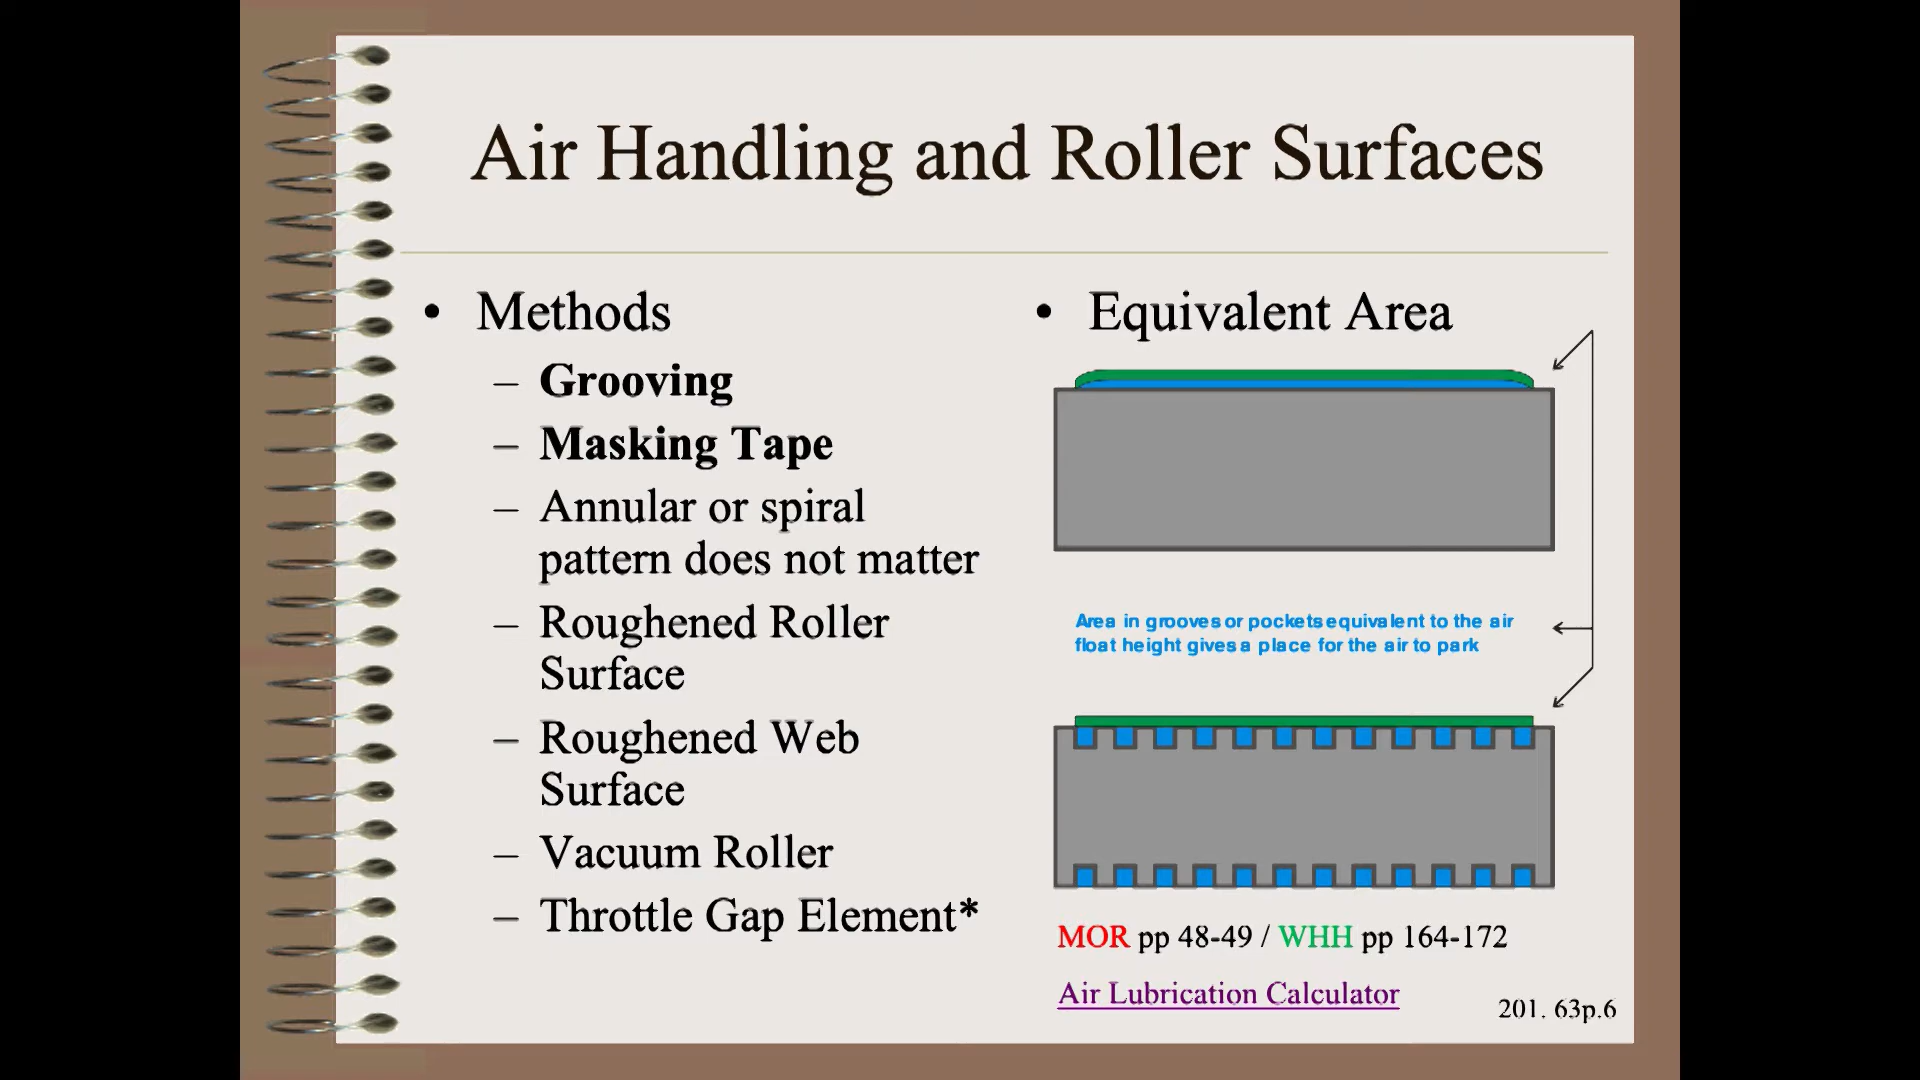 Air Handling and Roller Surfaces
• Methods
– Grooving
– Masking Tape
– Annular or spiral
pattern does not matter
– Roughened Roller
Surface
– Roughened Web
Surface
– Vacuum Roller
– Throttle Gap Element*
• Equivalent Area
Area in grooves or pockets equivalent to the air
float height gives a place for the air to park
MOR pp 48-49 / WHH pp 164-172
Air Lubrication Calculator
201. 63p.6